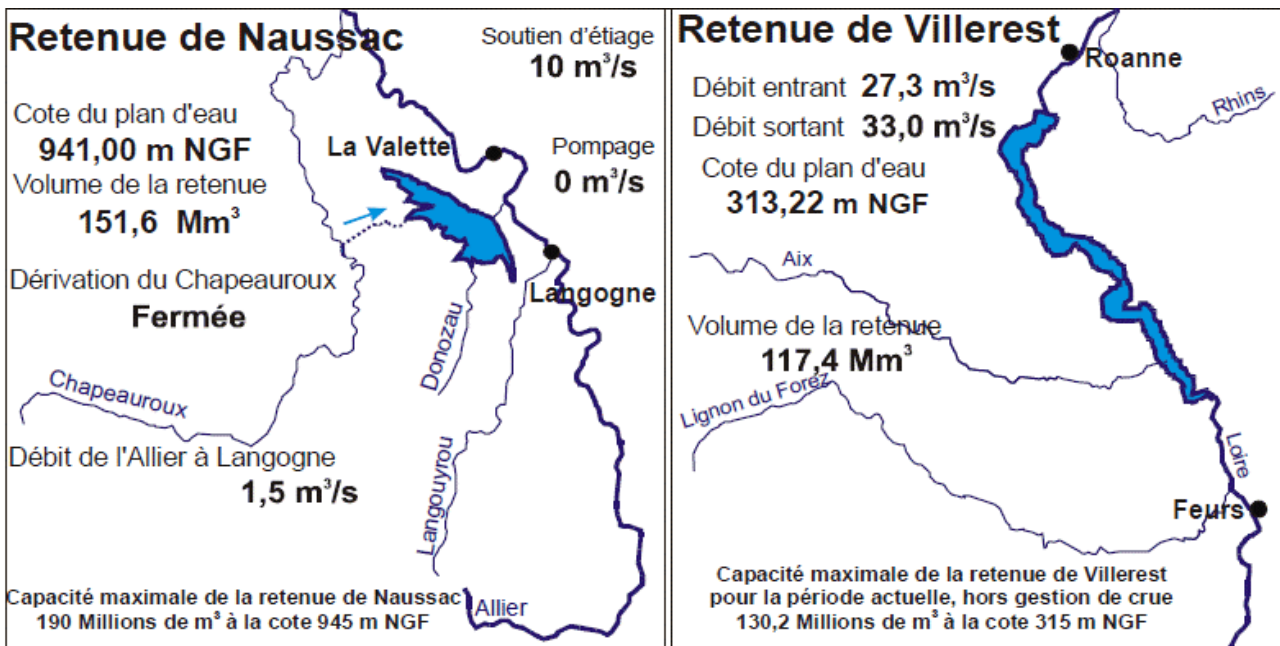 Retenue de Naussac
Soutien d'étiage
10 m³/s
Cote du plan d'eau
941,00 m NGF
La Valette
Pompage
0 m³/s
Volume de la retenue
151,6 Mm³
Dérivation du Chapeauroux
Fermée
Langogne
Donozau
Chapeauroux
Débit de l'Allier à Langogne
1,5 m³/s
Langouyrou
Allier
Capacité maximale de la retenue de Naussac
190 Millions de m³ à la cote 945 m NGF
Retenue de Villerest
Roanne
Débit entrant 27,3 m³/s
Débit sortant 33,0 m³/s
Rhins
Cote du plan d'eau
313,22 m NGF
Aix
Volume de la retenue
117,4 Mm³
Lignon du Forez
Loire
Feurs
Capacité maximale de la retenue de Villerest
pour la période actuelle, hors gestion de crue
130,2 Millions de m³ à la cote 315 m NGF